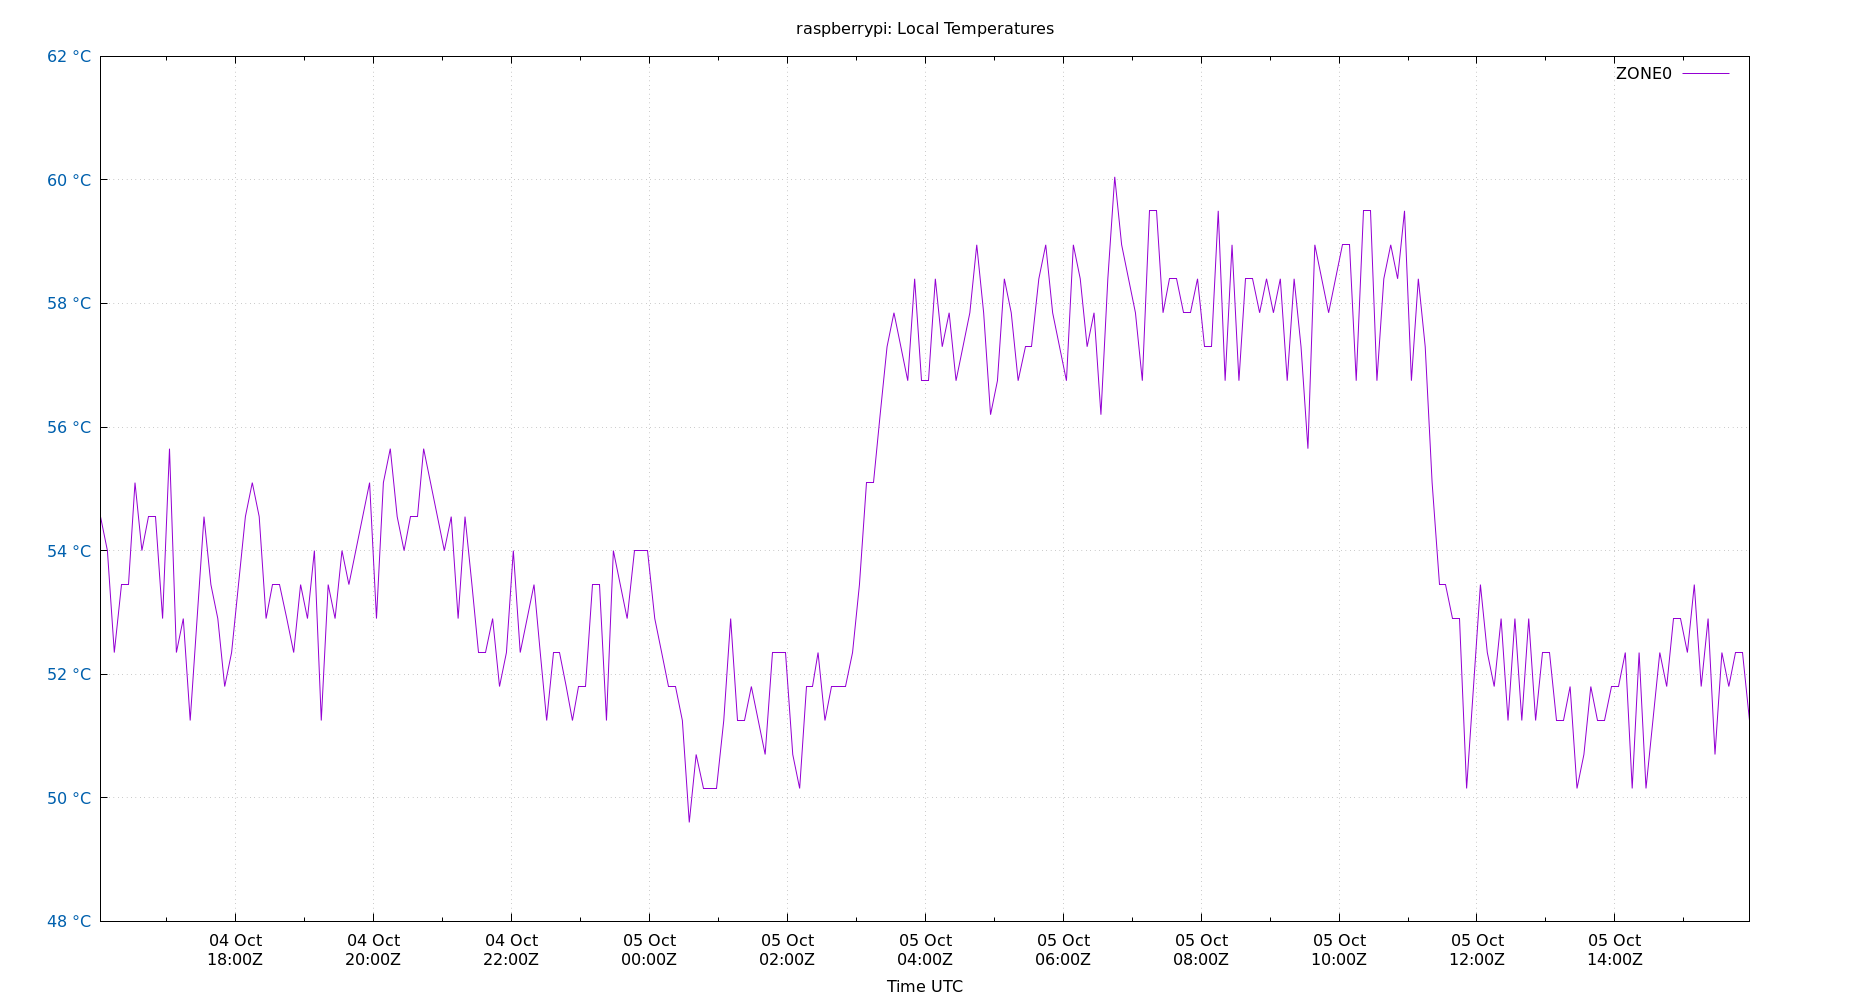 raspberrypi: Local Temperatures
62 °C
ZONE0
60 °C
58 °C
56 °C
54 °C
52 °C
50 °C
48 °C
04 Oct 04 Oct 04 Oct 05 Oct 05 Oct 05 Oct 05 Oct 05 Oct 05 Oct 05 Oct 05 Oct
18:00Z 20:00Z 22:00Z 00:00Z 02:00Z 04:00Z 06:00Z 08:00Z 10:00Z 12:00Z 14:00Z
Time UTC